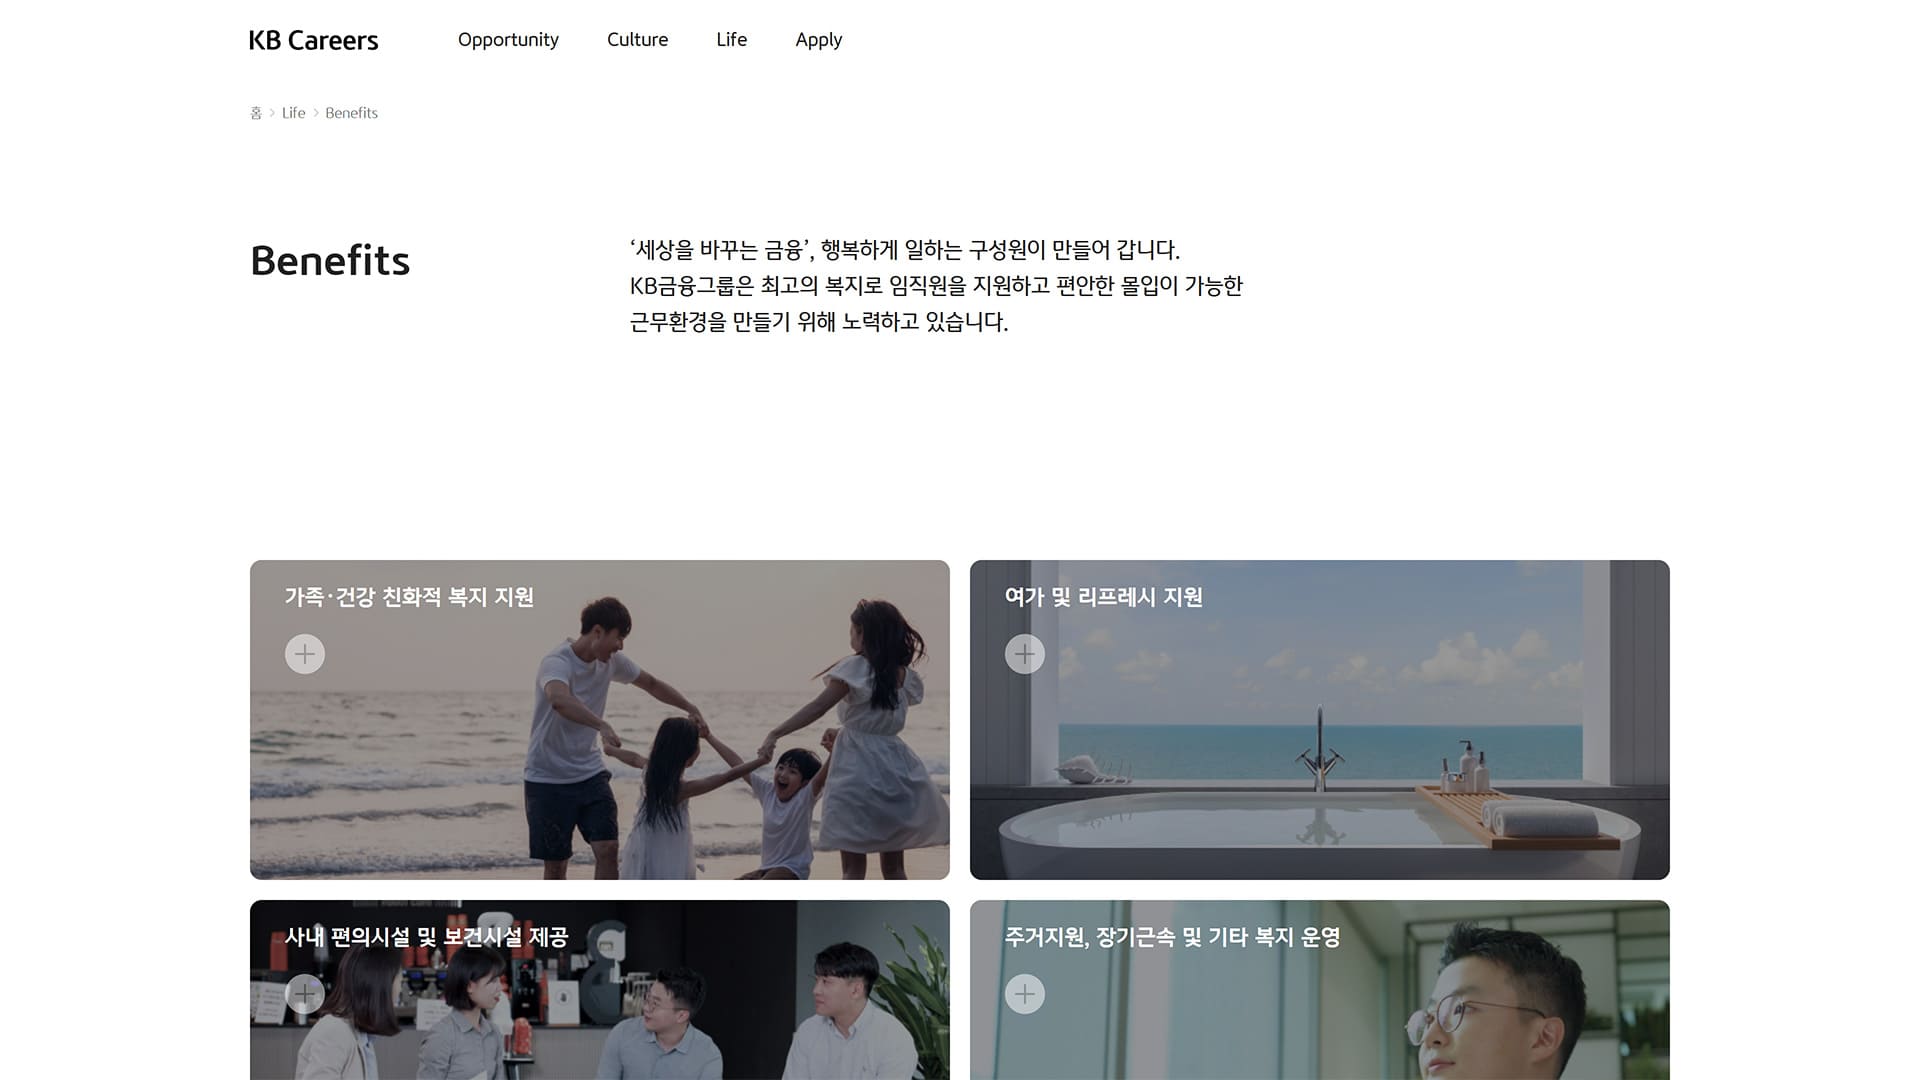 KB Careers
Opportunity
Culture
Life
Apply
홈 > Life > Benefits
Benefits
‘세상을 바꾸는 금융’, 행복하게 일하는 구성원이 만들어 갑니다.
KB금융그룹은 최고의 복지로 임직원을 지원하고 편안한 몰입이 가능한
근무환경을 만들기 위해 노력하고 있습니다.
가족·건강 친화적 복지 지원
여가 및 리프레시 지원
사내 편의시설 및 보건시설 제공
주거지원, 장기근속 및 기타 복지 운영